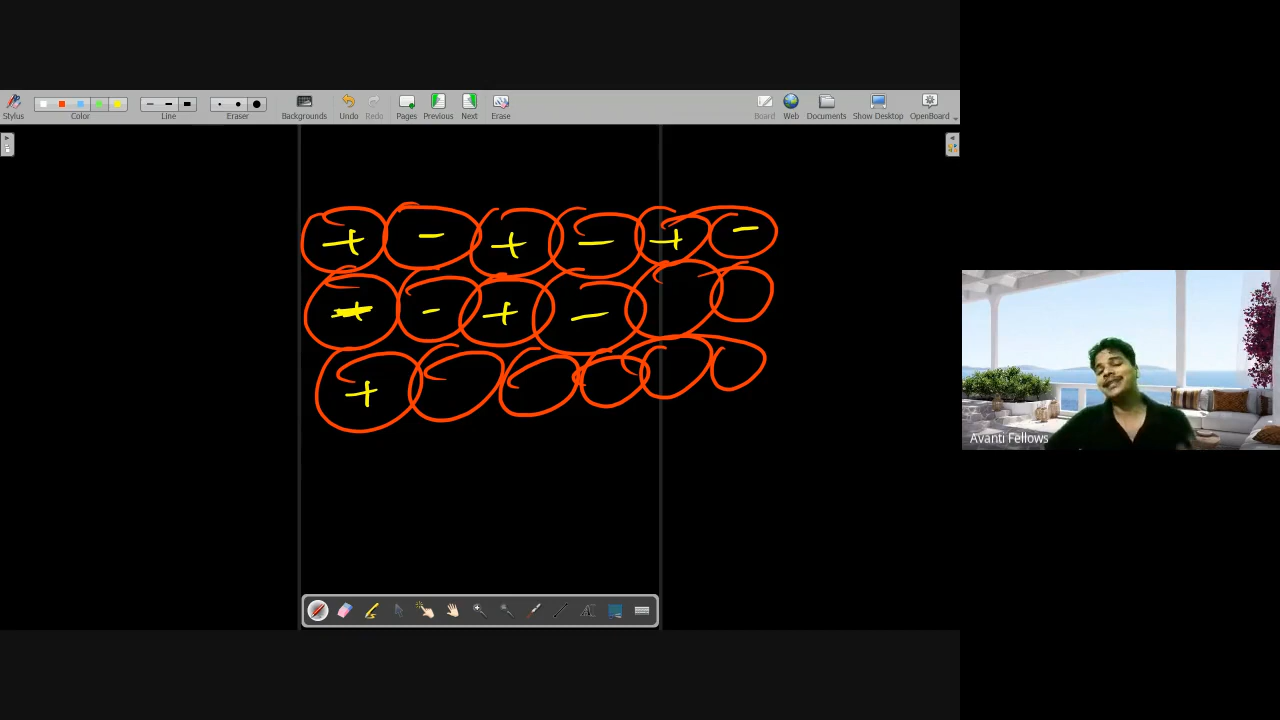 Stylus Color Line Eraser Backgrounds Undo Redo Pages Previous Next Erase Board Web Documents Show Desktop OpenBoard
+ - + - + -
+ - + -
+
Avanti Fellows